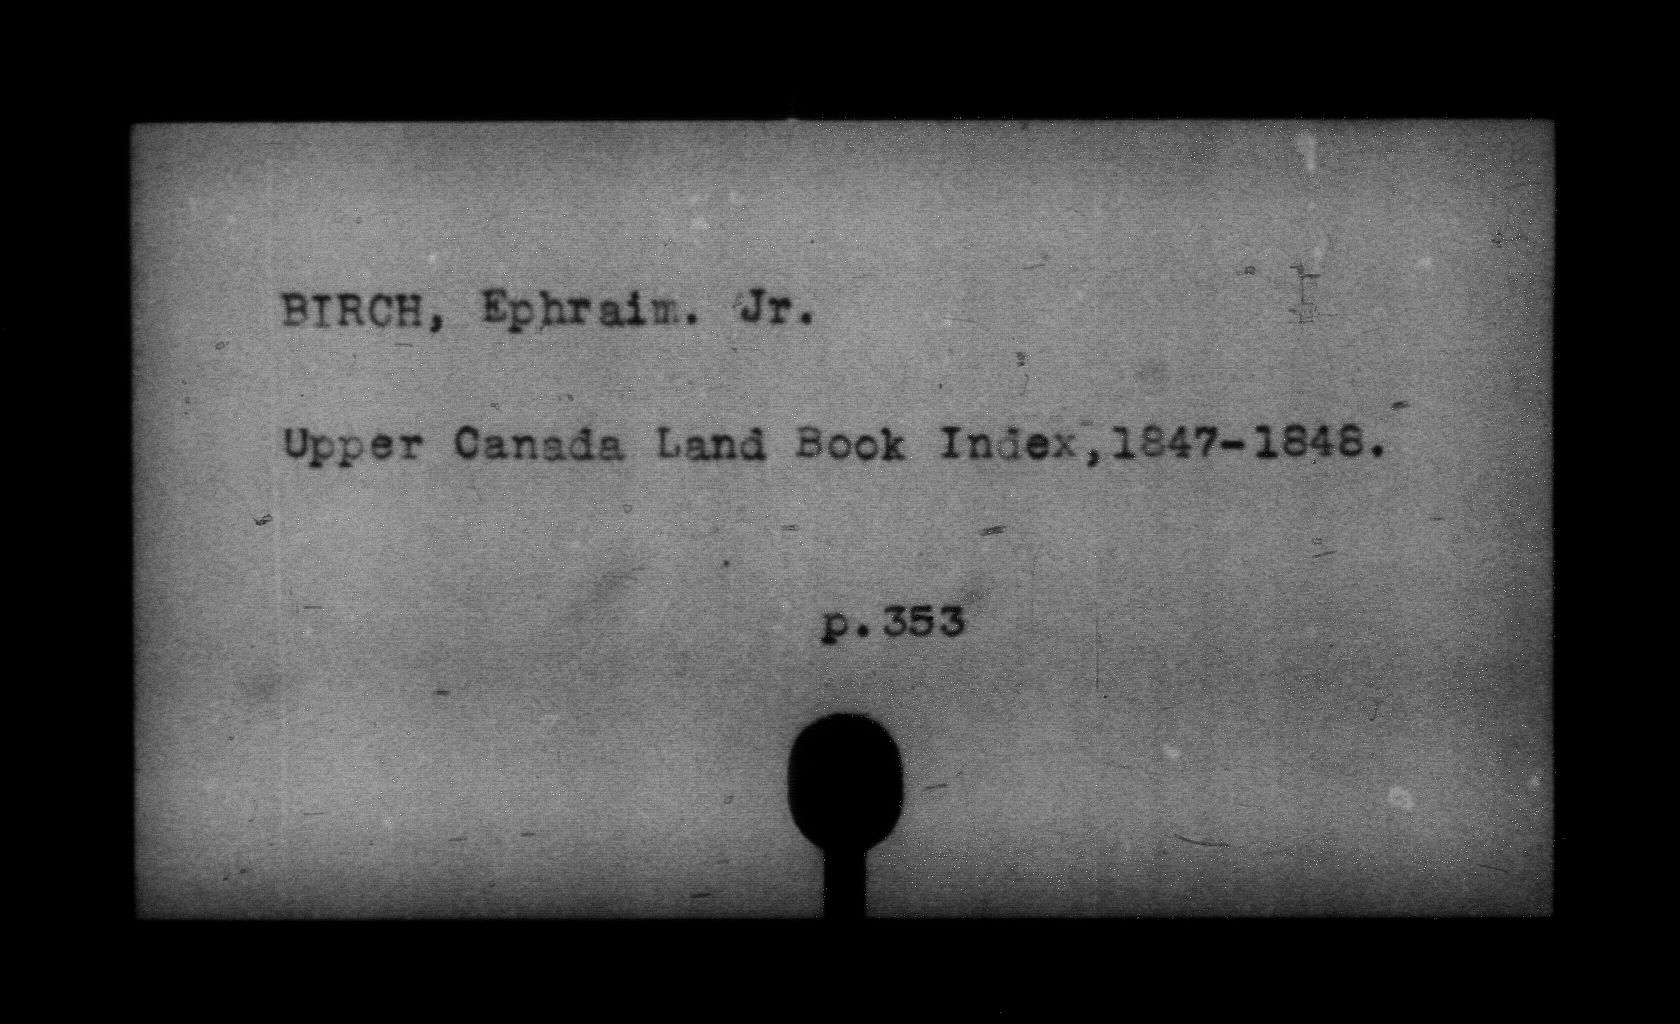 BIRCH, Ephraim. Jr.
Upper Canada Land Book Index,1847-1848.
p.353